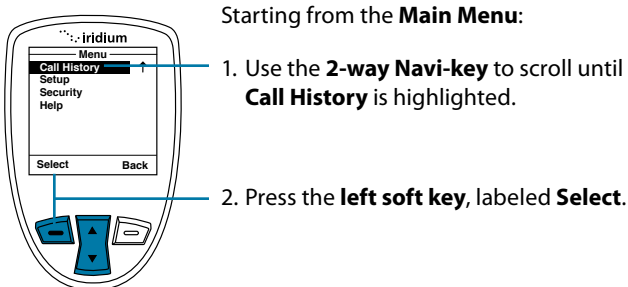 Starting from the Main Menu:
iridium
Menu
Call History
Setup
Security
Help
Select Back
1. Use the 2-way Navi-key to scroll until
Call History is highlighted.
2. Press the left soft key, labeled Select.